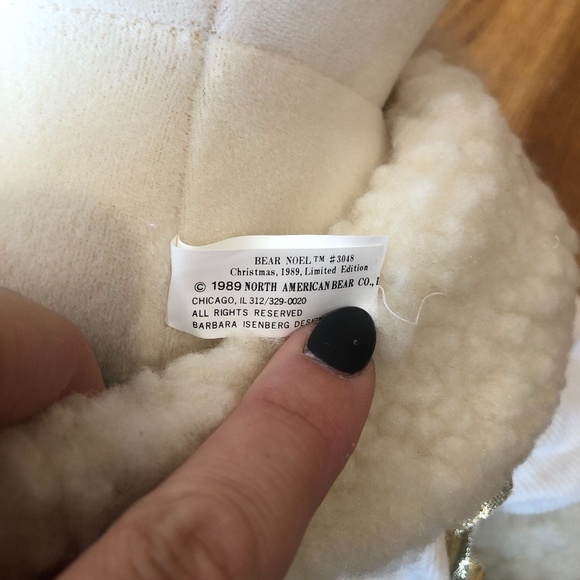 BEAR NOEL™ #3048
Christmas, 1989, Limited Edition
© 1989 NORTH AMERICAN BEAR CO.,
CHICAGO, IL 312/329-0020
ALL RIGHTS RESERVED
BARBARA ISENBERG